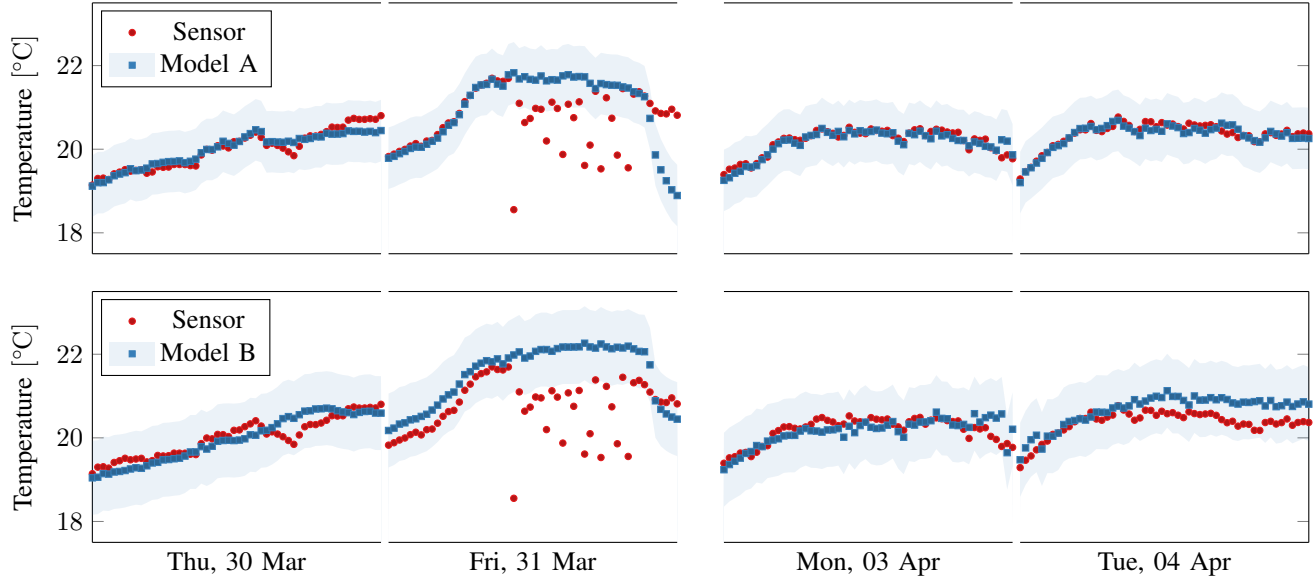 Temperature [°C]
22
20
18
Sensor
Model A
Temperature [°C]
22
20
18
Sensor
Model B
Thu, 30 Mar
Fri, 31 Mar
Mon, 03 Apr
Tue, 04 Apr